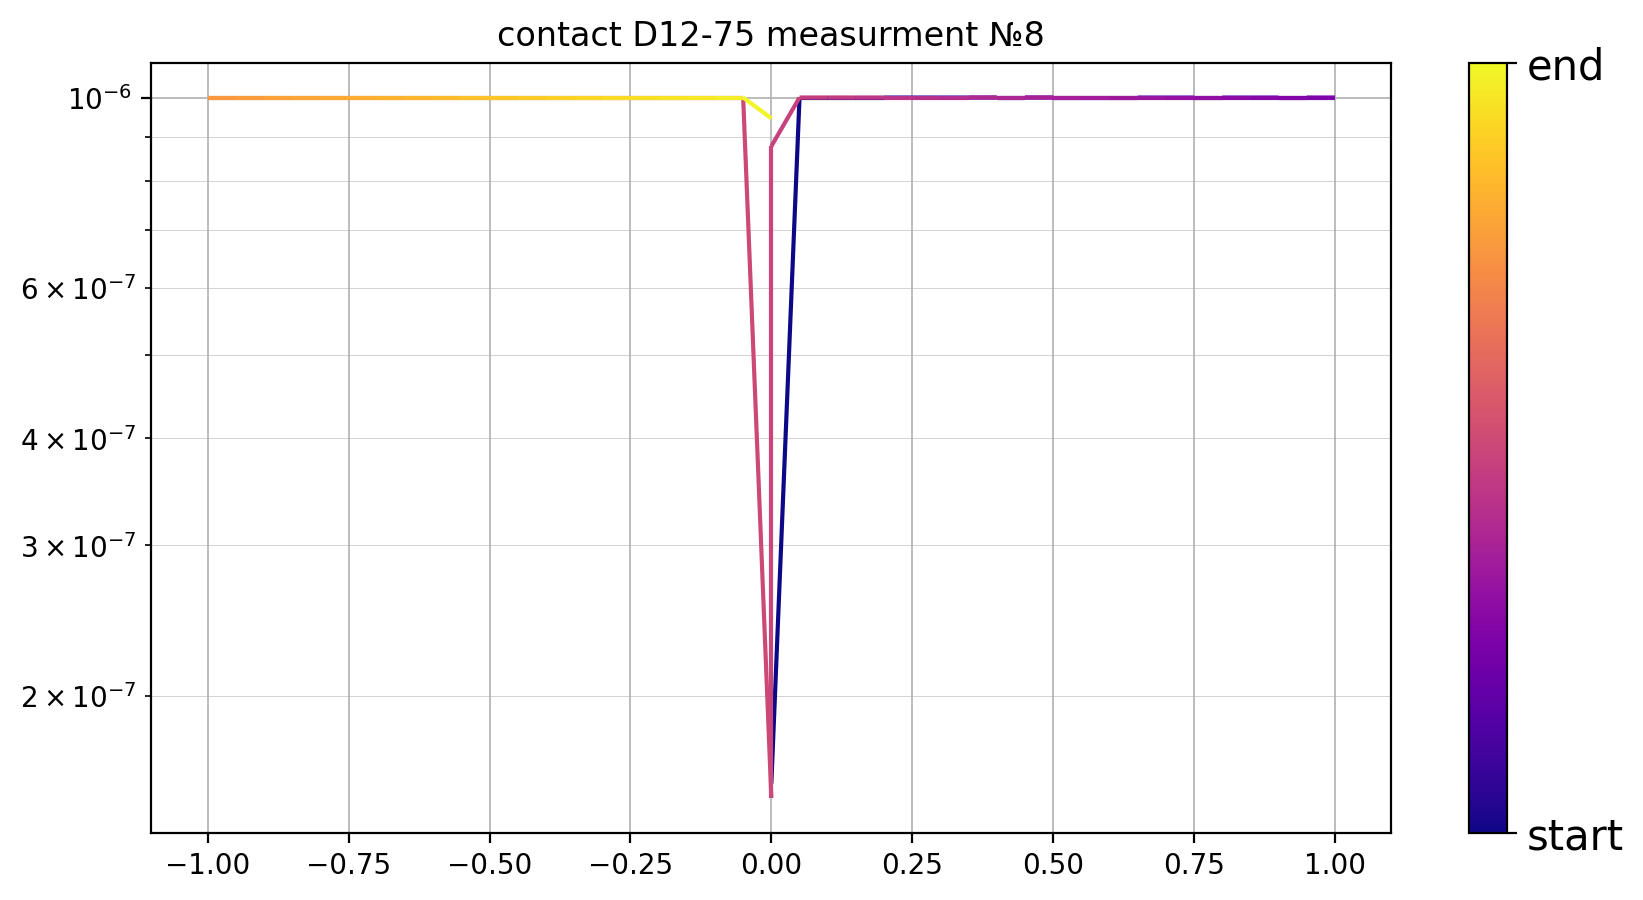 contact D12-75 measurment №8
10⁻⁶
6 × 10⁻⁷
4 × 10⁻⁷
3 × 10⁻⁷
2 × 10⁻⁷
−1.00 −0.75 −0.50 −0.25 0.00 0.25 0.50 0.75 1.00
end
start